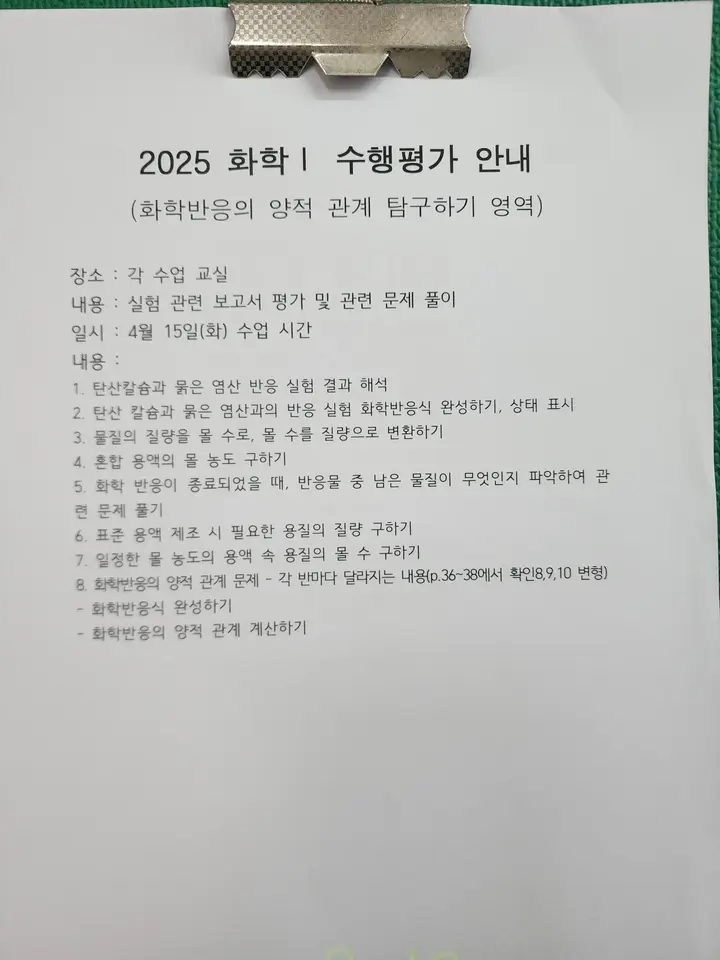 2025 화학Ⅰ 수행평가 안내
(화학반응의 양적 관계 탐구하기 영역)
장소 : 각 수업 교실
내용 : 실험 관련 보고서 평가 및 관련 문제 풀이
일시 : 4월 15일(화) 수업 시간
내용 :
1. 탄산칼슘과 묽은 염산 반응 실험 결과 해석
2. 탄산 칼슘과 묽은 염산과의 반응 실험 화학반응식 완성하기, 상태 표시
3. 물질의 질량을 몰 수로, 몰 수를 질량으로 변환하기
4. 혼합 용액의 몰 농도 구하기
5. 화학 반응이 종료되었을 때, 반응물 중 남은 물질이 무엇인지 파악하여 관
련 문제 풀기
6. 표준 용액 제조 시 필요한 용질의 질량 구하기
7. 일정한 몰 농도의 용액 속 용질의 몰 수 구하기
8. 화학반응의 양적 관계 문제 - 각 반마다 달라지는 내용(p.36~38에서 확인8,9,10 변형)
- 화학반응식 완성하기
- 화학반응의 양적 관계 계산하기